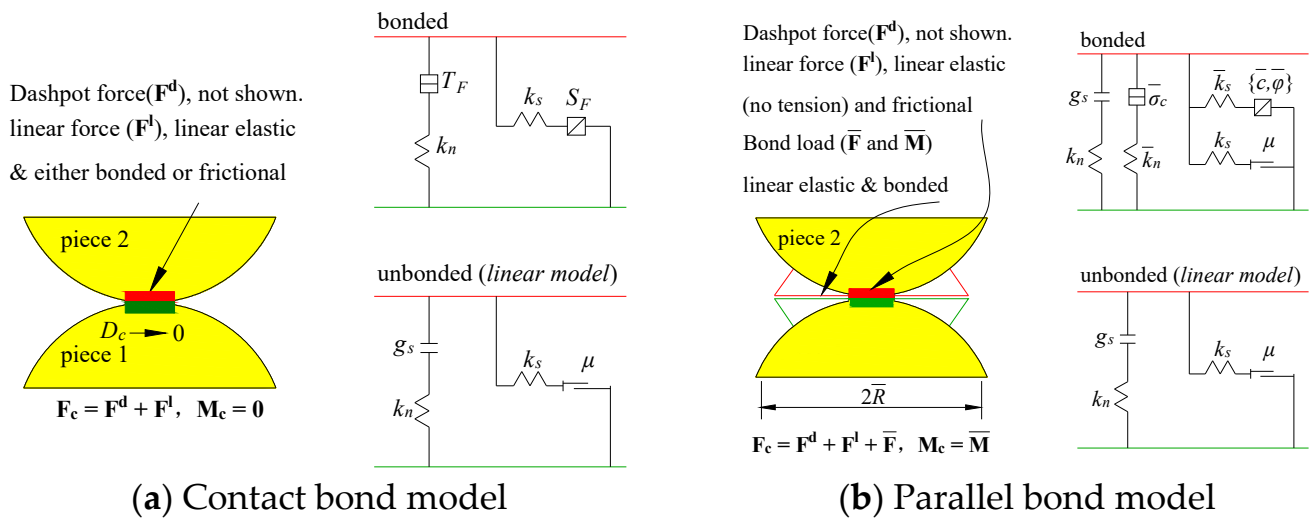 bonded
Dashpot force(F^d), not shown.
linear force (F^l), linear elastic
& either bonded or frictional
T_F
k_n
k_s
S_F
piece 2
D_c → 0
piece 1
F_c = F^d + F^l, M_c = 0
unbonded (linear model)
g_s
k_n
k_s
μ
(a) Contact bond model
Dashpot force(F^d), not shown.
linear force (F^l), linear elastic
(no tension) and frictional
Bond load (F̅ and M̅)
linear elastic & bonded
bonded
g_s
k_n
σ̅_c
k̅_n
k̅_s
{c̅,φ̅}
k_s
μ
piece 2
2R̅
F_c = F^d + F^l + F̅, M_c = M̅
unbonded (linear model)
g_s
k_n
k_s
μ
(b) Parallel bond model